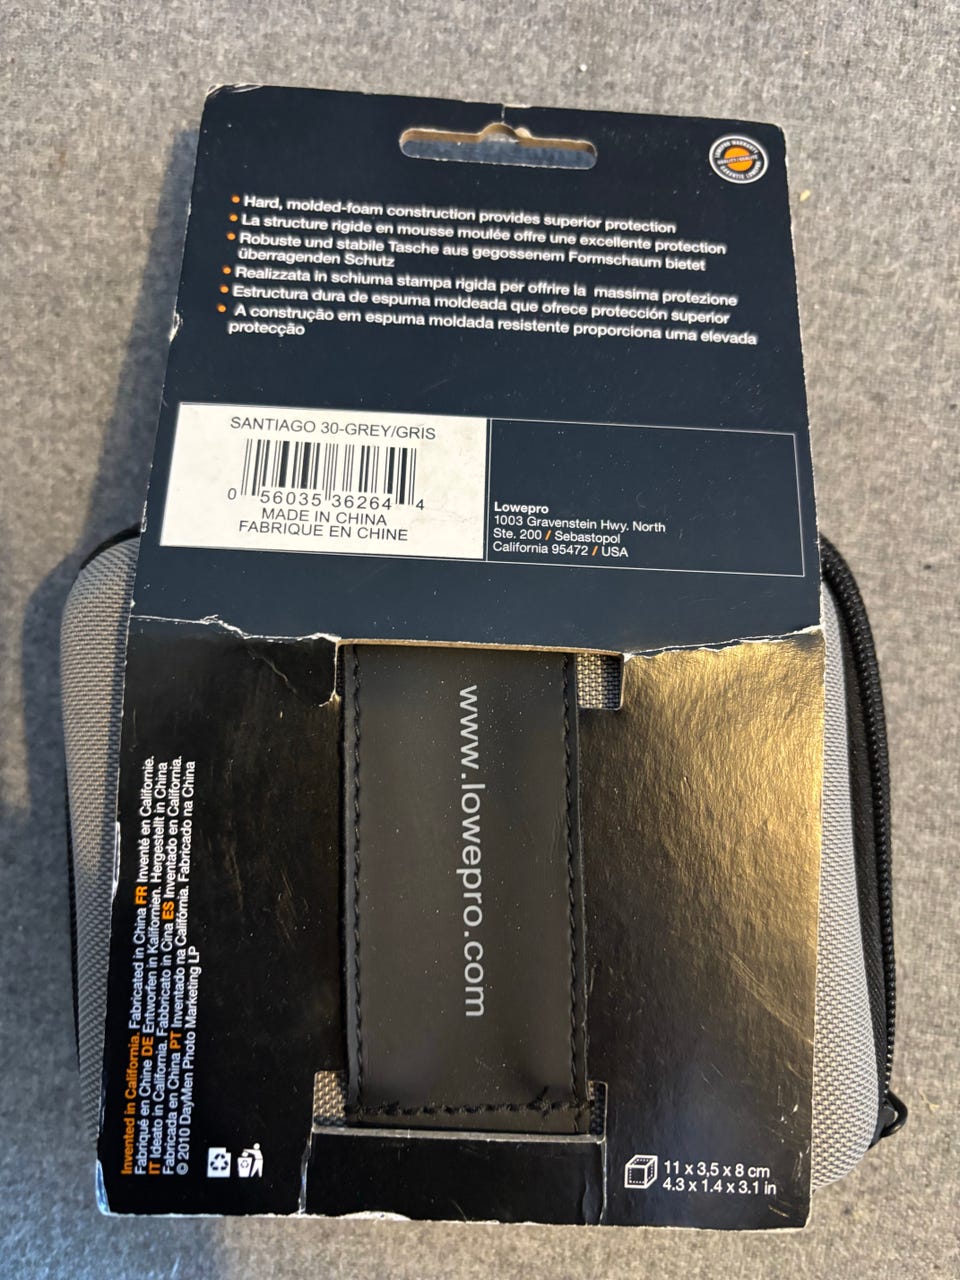 LOWEPRO WARRANTY
QUALITY / QUALITÉ
GARANTIE LOWEPRO
• Hard, molded-foam construction provides superior protection
• La structure rigide en mousse moulée offre une excellente protection
• Robuste und stabile Tasche aus gegossenem Formschaum bietet
überragenden Schutz
• Realizzata in schiuma stampa rigida per offrire la massima protezione
• Estructura dura de espuma moldeada que ofrece protección superior
• A construção em espuma moldada resistente proporciona uma elevada
protecção
SANTIAGO 30-GREY/GRIS
0 56035 36264 4
MADE IN CHINA
FABRIQUE EN CHINE
Lowepro
1003 Gravenstein Hwy. North
Ste. 200 / Sebastopol
California 95472 / USA
www.lowepro.com
Invented in California. Fabricated in China FR Inventé en Californie.
Fabriqué en Chine DE Entworfen in Kalifornien. Hergestellt in China
IT Ideato in California. Fabbricato in Cina ES Inventado en California.
Fabricada en China PT Inventado na Califórnia. Fabricado na China
© 2010 DayMen Photo Marketing LP
11 x 3,5 x 8 cm
4.3 x 1.4 x 3.1 in